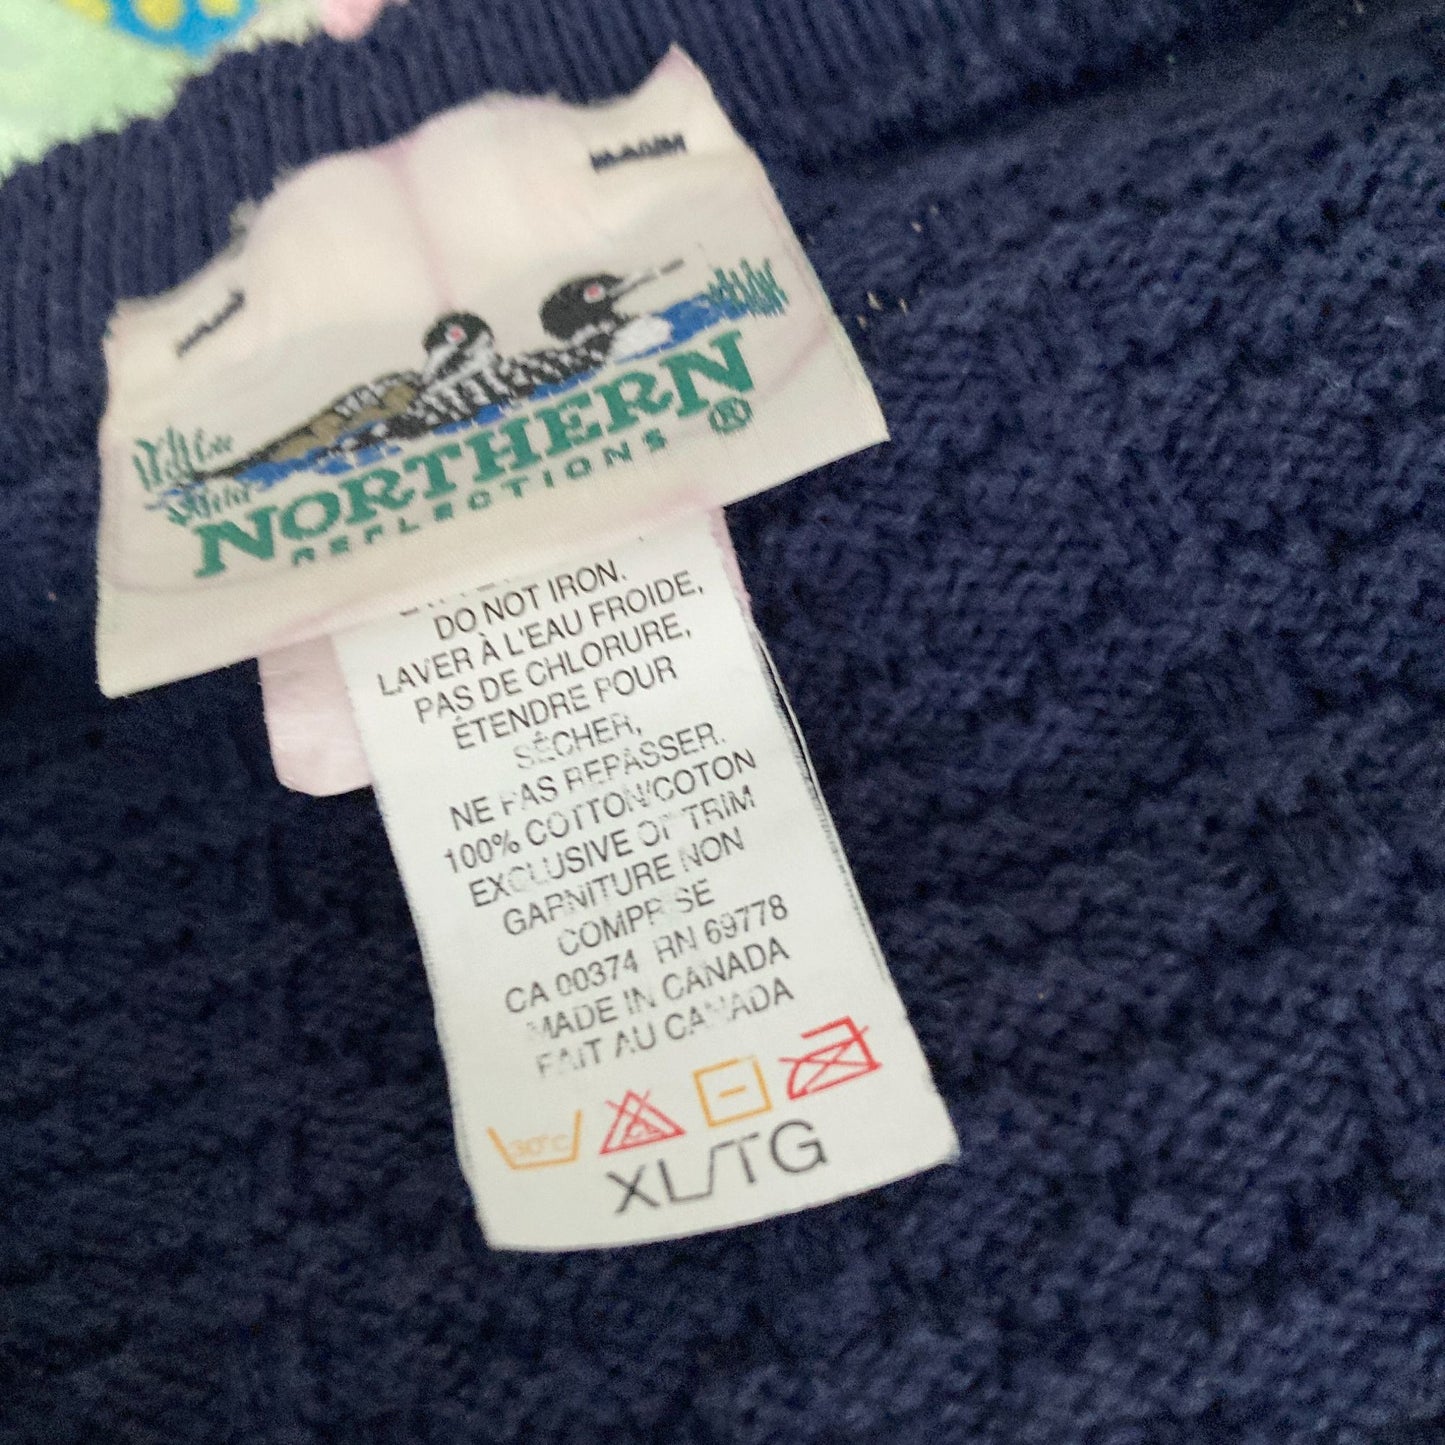 NORTHERN
REFLECTIONS ®
DO NOT IRON.
LAVER À L'EAU FROIDE,
PAS DE CHLORURE,
ÉTENDRE POUR
SÉCHER,
NE PAS REPASSER.
100% COTTON/COTON
EXCLUSIVE OF TRIM
GARNITURE NON
COMPRISE
CA 00374 RN 69778
MADE IN CANADA
FAIT AU CANADA
30°C CL
XL/TG